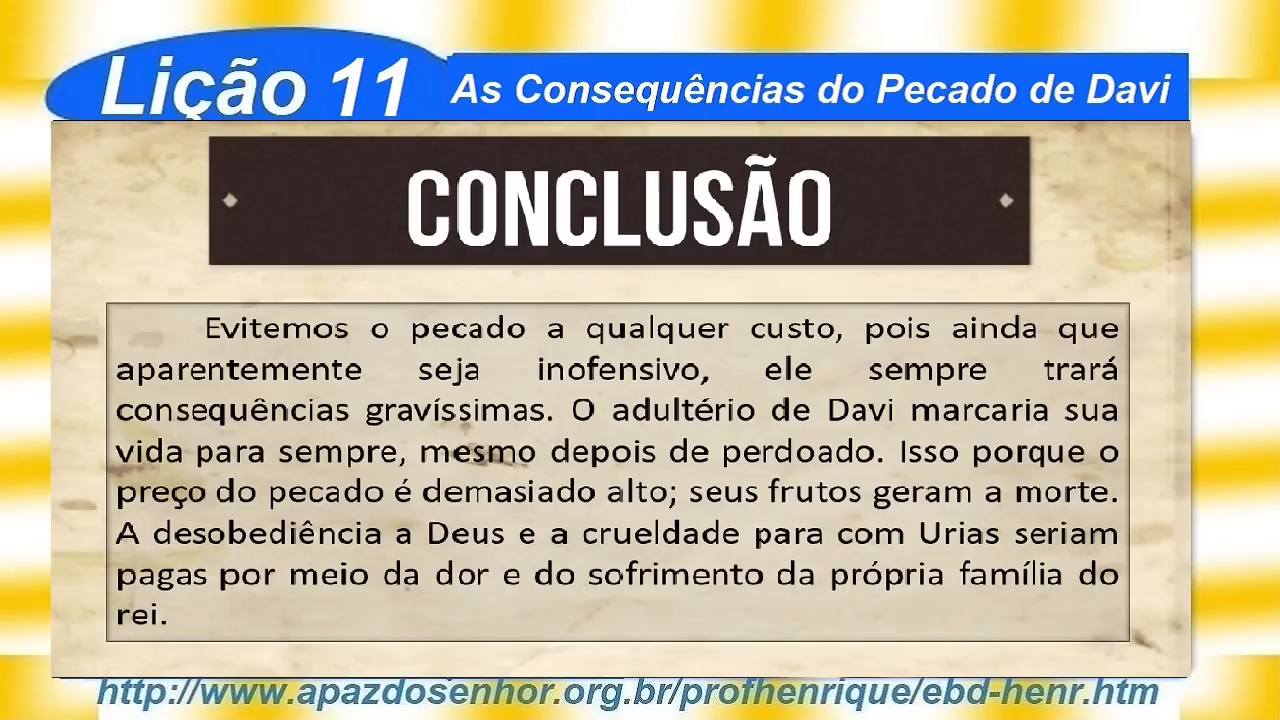 Lição 11
As Consequências do Pecado de Davi
CONCLUSÃO
Evitemos o pecado a qualquer custo, pois ainda que
aparentemente seja inofensivo, ele sempre trará
consequências gravíssimas. O adultério de Davi marcaria sua
vida para sempre, mesmo depois de perdoado. Isso porque o
preço do pecado é demasiado alto; seus frutos geram a morte.
A desobediência a Deus e a crueldade para com Urias seriam
pagas por meio da dor e do sofrimento da própria família do
rei.
http://www.apazdosenhor.org.br/profhenrique/ebd-henr.htm